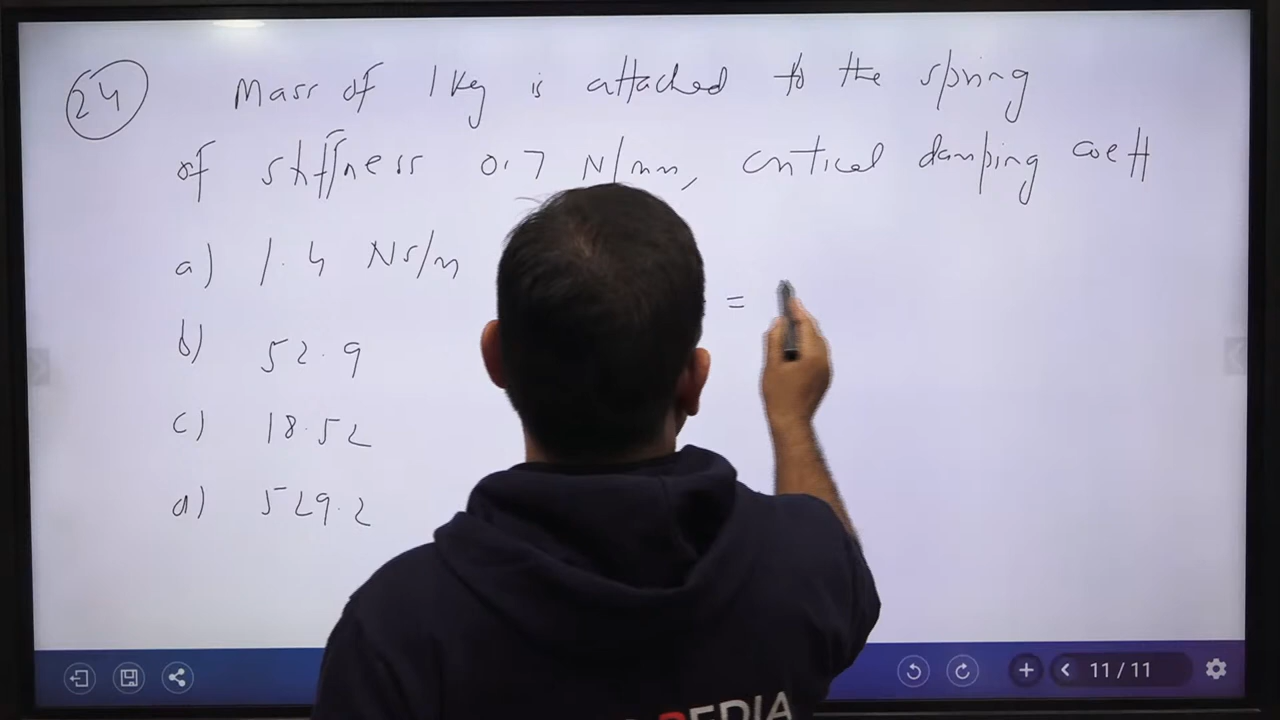 24 Mass of 1kg is attached to the spring
of stiffness 0.7 N/mm, critical damping coeff
a) 1.4 Ns/m
=
b) 52.9
c) 18.52
d) 529.2
11/11
PEDIA